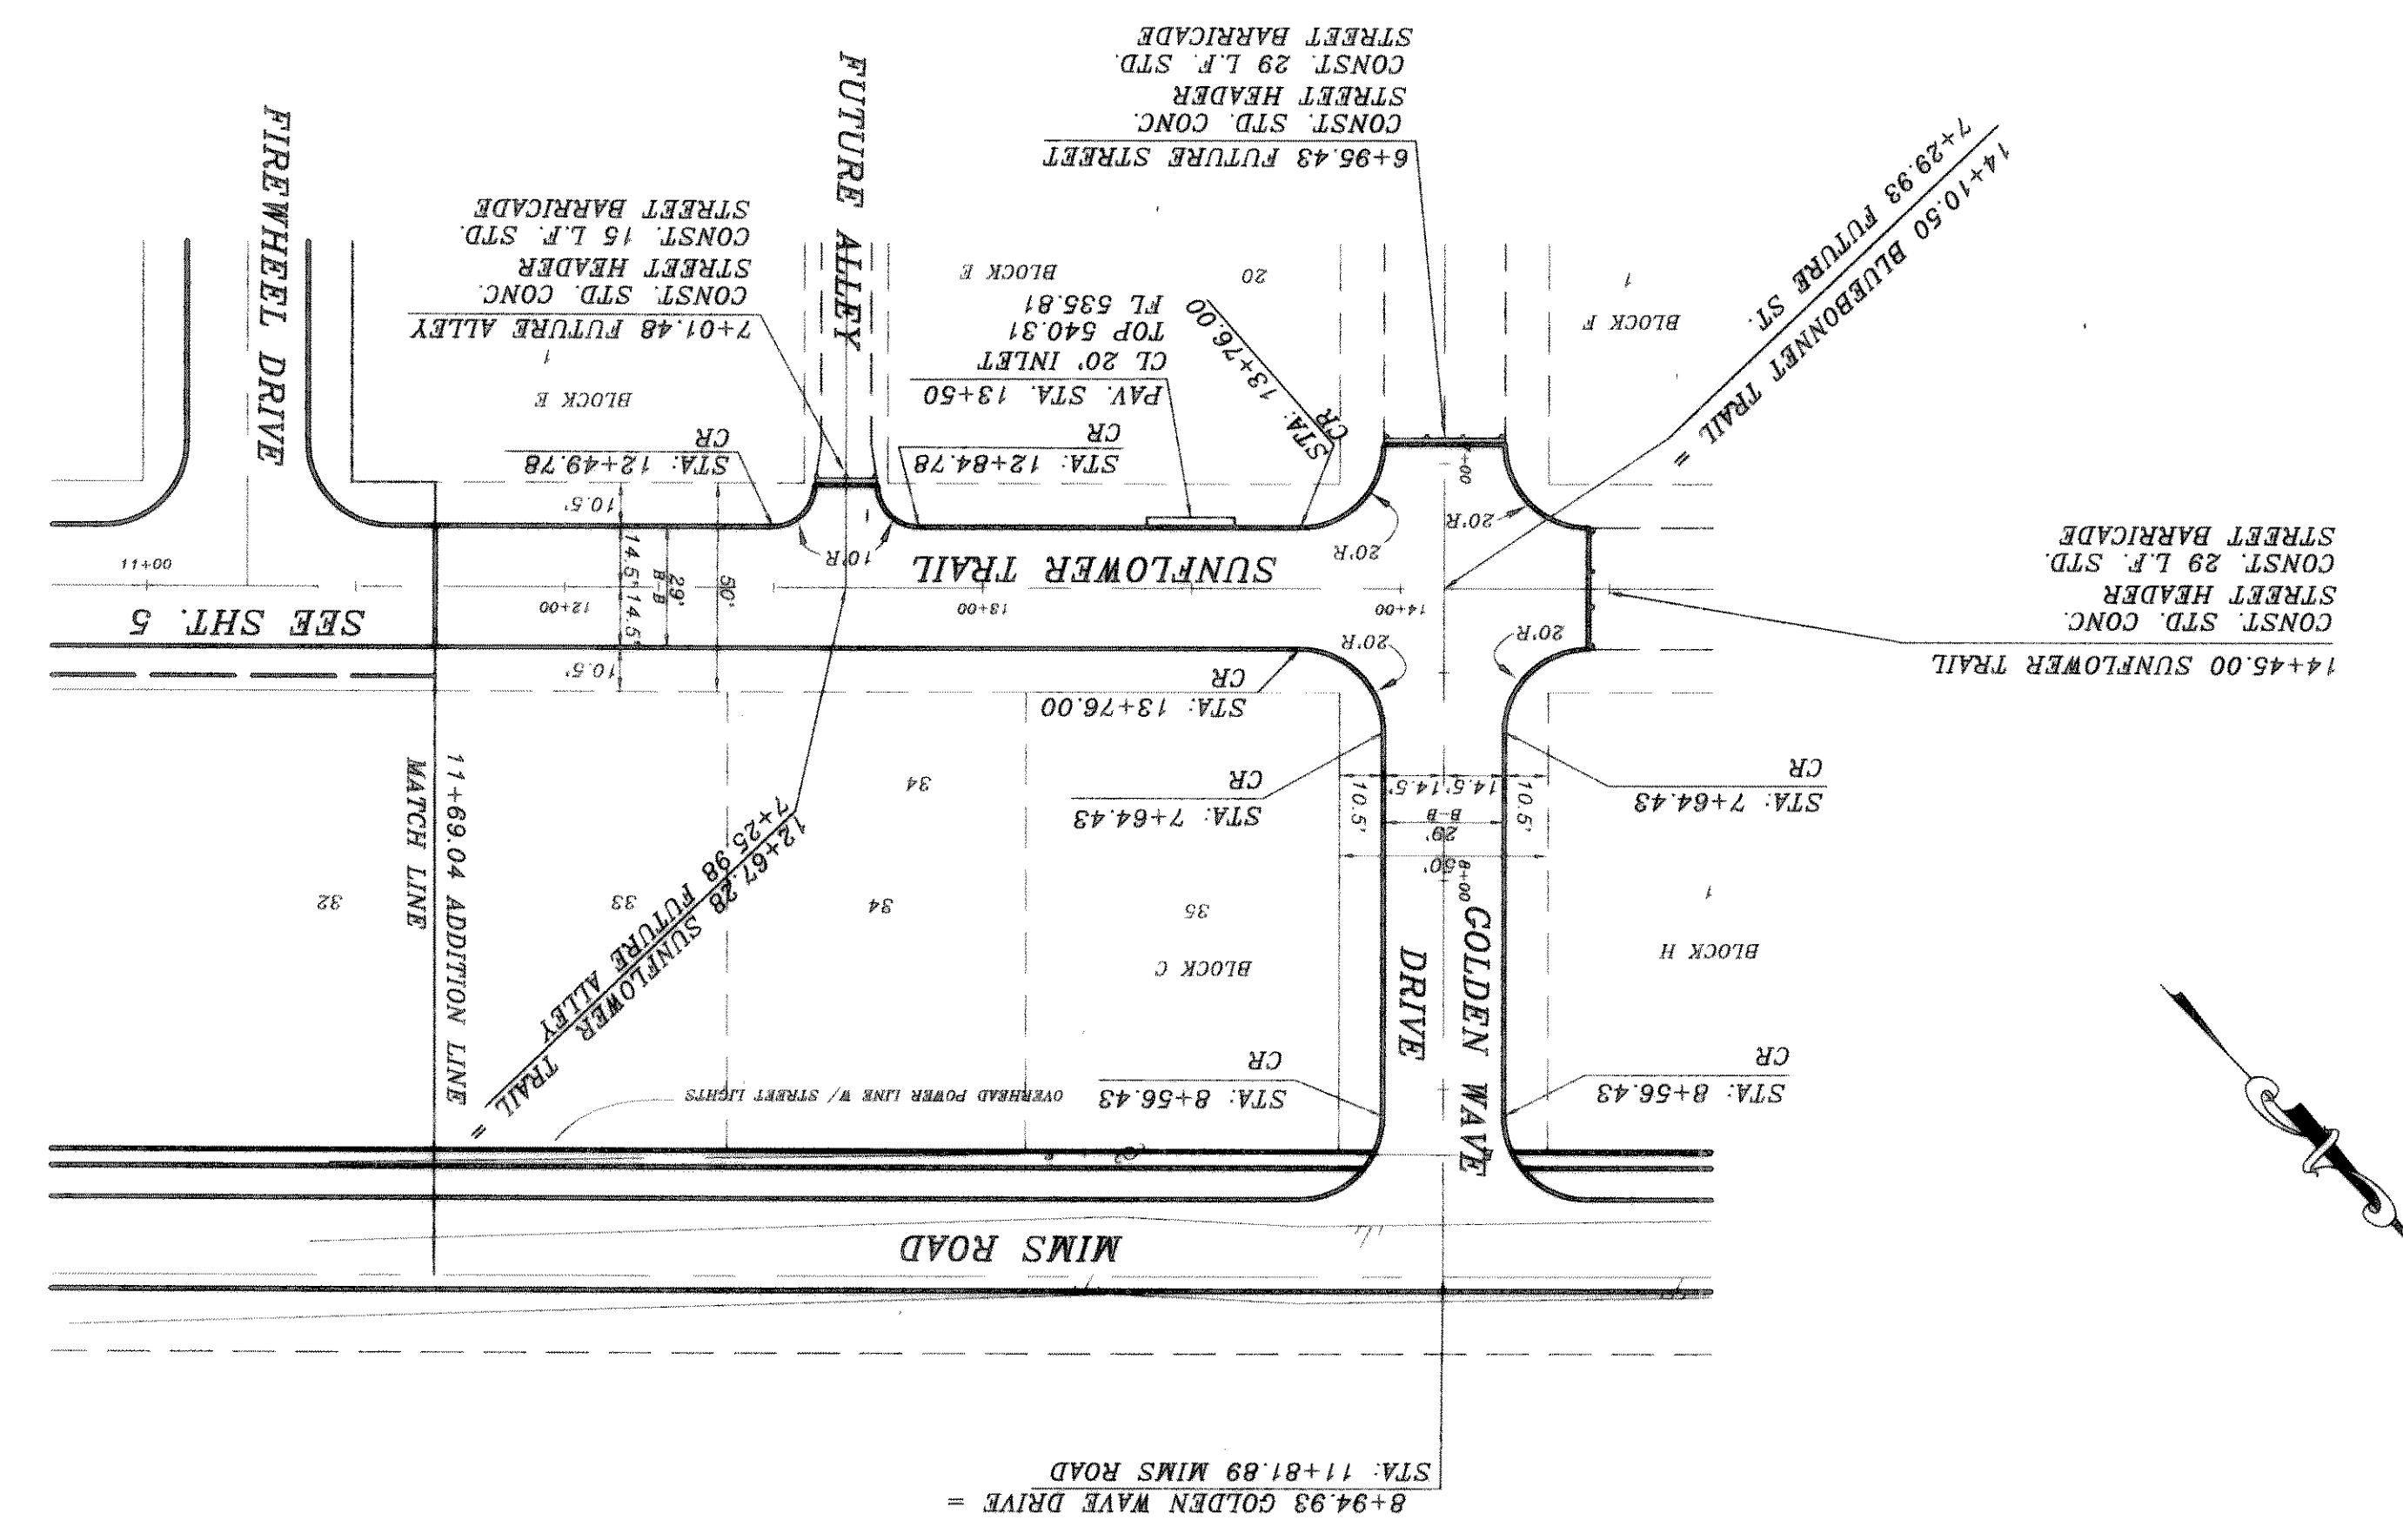 8+94.93 GOLDEN WAVE DRIVE =
STA: 11+81.89 MIMS ROAD
MIMS ROAD
STA: 8+56.43
CR
STA: 8+56.43
CR
OVERHEAD POWER LINE W/ STREET LIGHTS
GOLDEN WAVE
DRIVE
BLOCK H
1
BLOCK C
35
34
34
33
32
11+69.04 ADDITION LINE
MATCH LINE
12+67.28 SUNFLOWER TRAIL =
7+25.98 FUTURE ALLEY
8+00
50'
29'
B-B
14.5'
14.5'
10.5'
10.5'
STA: 7+64.43
CR
STA: 7+64.43
CR
STA: 13+76.00
CR
14+45.00 SUNFLOWER TRAIL
CONST. STD. CONC.
STREET HEADER
CONST. 29 L.F. STD.
STREET BARRICADE
20'R
20'R
20'R
20'R
SUNFLOWER TRAIL
14+00
13+00
12+00
11+00
SEE SHT. 5
10.5'
50'
29'
B-B
14.5'
14.5'
10.5'
10'R
7+00
STA: 13+76.00
CR
STA: 12+84.78
CR
STA: 12+49.78
CR
PAV. STA. 13+50
CL 20' INLET
TOP 540.31
FL 535.81
BLOCK E
20
BLOCK E
1
BLOCK F
1
7+01.48 FUTURE ALLEY
CONST. STD. CONC.
STREET HEADER
CONST. 15 L.F. STD.
STREET BARRICADE
FUTURE ALLEY
FIREWHEEL DRIVE
14+10.50 BLUEBONNET TRAIL =
7+29.93 FUTURE ST.
6+95.43 FUTURE STREET
CONST. STD. CONC.
STREET HEADER
CONST. 29 L.F. STD.
STREET BARRICADE